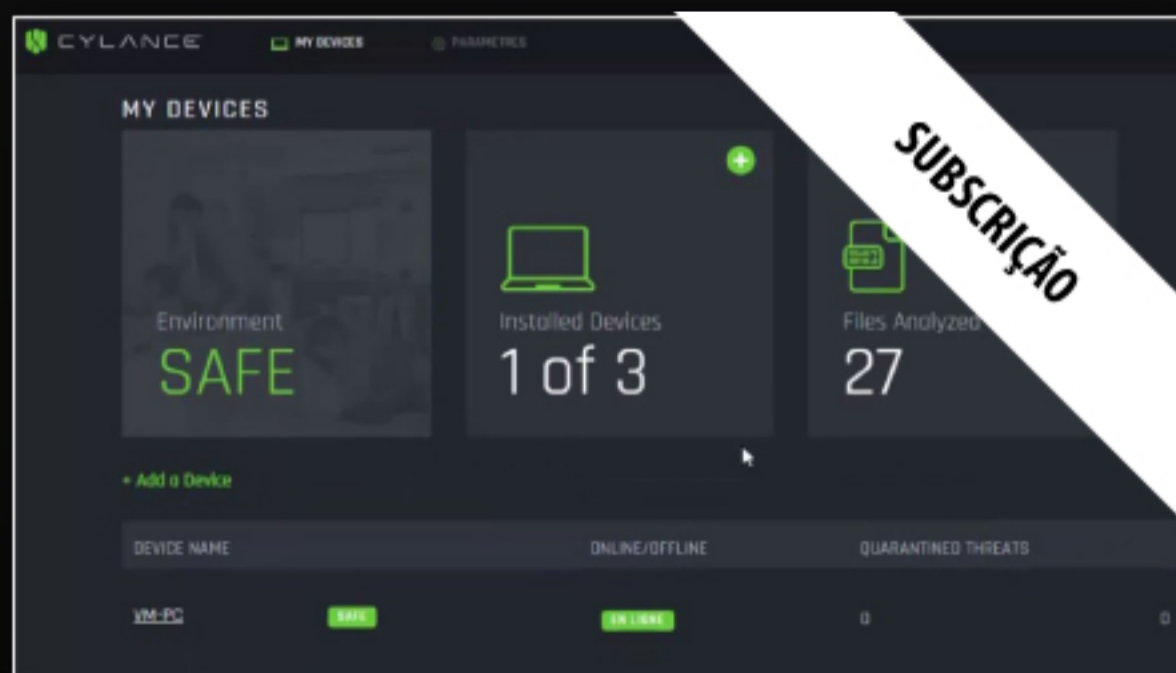 CYLANCE MY DEVICES PARAMETRES
MY DEVICES
SUBSCRIÇÃO
Environment
SAFE
Installed Devices
1 of 3
Files Analyzed
27
+ Add a Device
DEVICE NAME ONLINE/OFFLINE QUARANTINED THREATS
VM-PC SAFE EN LIGNE 0 0